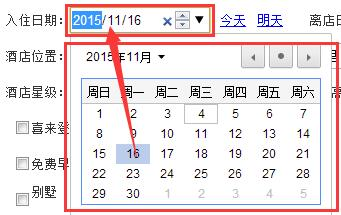 入住日期： 2015/11/16 今天 明天 离店日
酒店位置： 2015年11月
酒店星级：
周日 周一 周二 周三 周四 周五 周六
1 2 3 4 5 6 7
喜来登
8 9 10 11 12 13 14
15 16 17 18 19 20 21
免费早
22 23 24 25 26 27 28
别墅
29 30 1 2 3 4 5